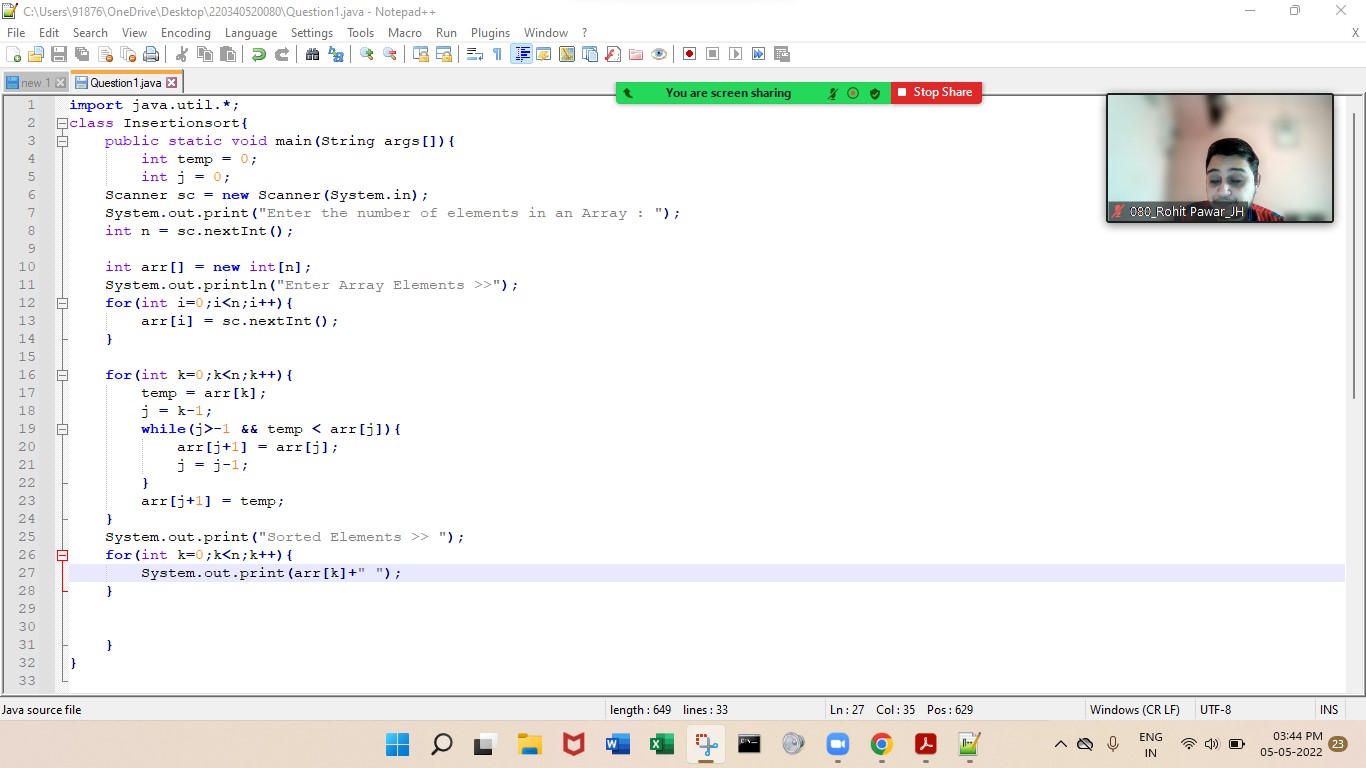 C:\Users\91876\OneDrive\Desktop\220340520080\Question1.java - Notepad++
File Edit Search View Encoding Language Settings Tools Macro Run Plugins Window ? X
new 1 Question1.java
You are screen sharing Stop Share
080_Rohit Pawar_JH
1 import java.util.*;
2 class Insertionsort{
3 public static void main(String args[]){
4 int temp = 0;
5 int j = 0;
6 Scanner sc = new Scanner(System.in);
7 System.out.print("Enter the number of elements in an Array : ");
8 int n = sc.nextInt();
9
10 int arr[] = new int[n];
11 System.out.println("Enter Array Elements >>");
12 for(int i=0;i<n;i++){
13 arr[i] = sc.nextInt();
14 }
15
16 for(int k=0;k<n;k++){
17 temp = arr[k];
18 j = k-1;
19 while(j>-1 && temp < arr[j]){
20 arr[j+1] = arr[j];
21 j = j-1;
22 }
23 arr[j+1] = temp;
24 }
25 System.out.print("Sorted Elements >> ");
26 for(int k=0;k<n;k++){
27 System.out.print(arr[k]+" ");
28 }
29
30
31 }
32 }
33
Java source file length : 649 lines : 33 Ln : 27 Col : 35 Pos : 629 Windows (CR LF) UTF-8 INS
ENG
IN
03:44 PM
05-05-2022
23